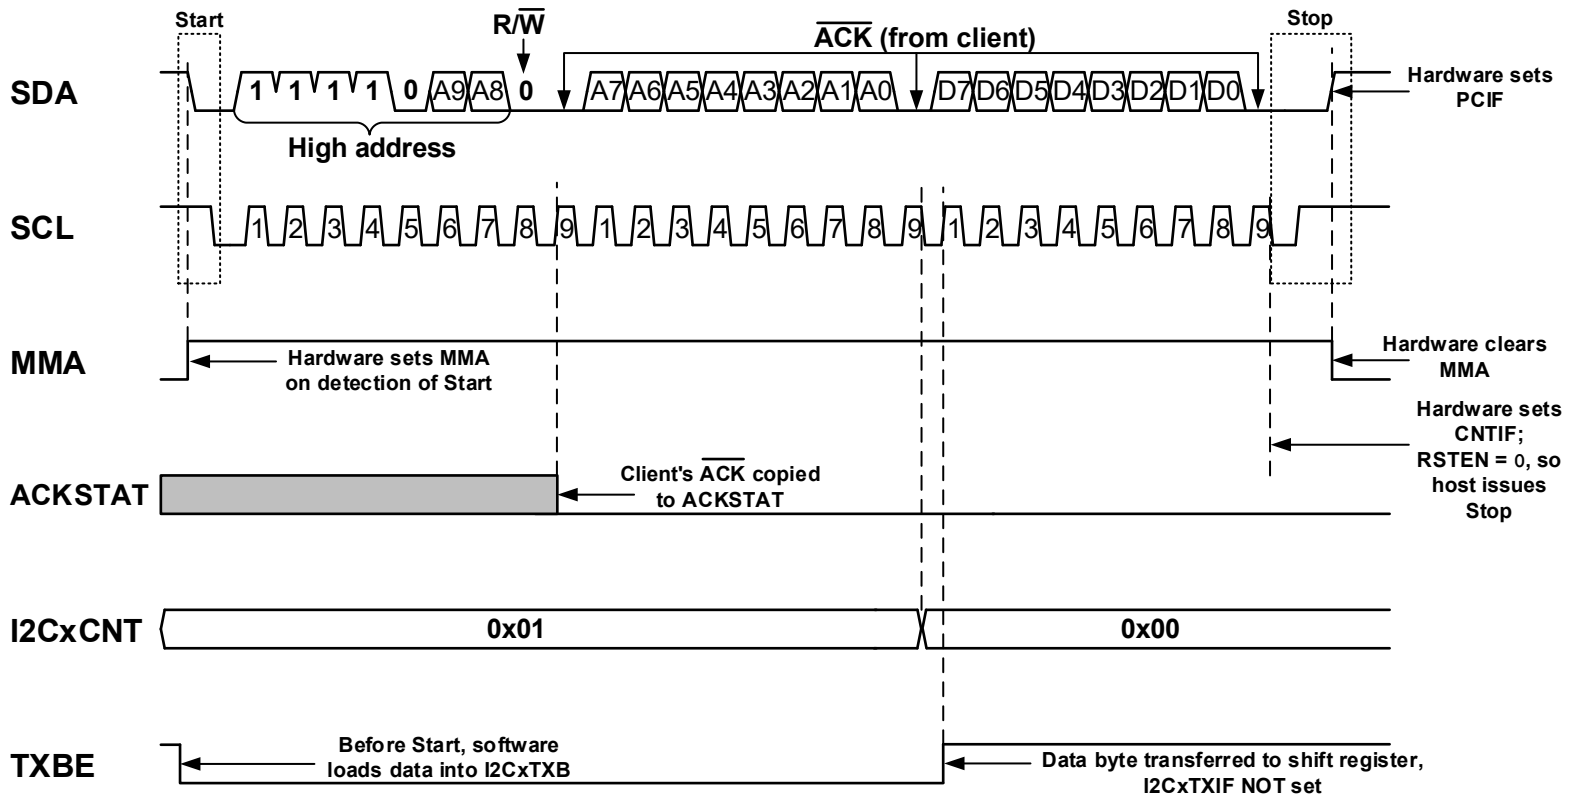 Start
R/W
ACK (from client)
Stop
SDA
1 1 1 1 0 A9 A8 0 A7 A6 A5 A4 A3 A2 A1 A0 D7 D6 D5 D4 D3 D2 D1 D0
Hardware sets
PCIF
High address
SCL
1 2 3 4 5 6 7 8 9 1 2 3 4 5 6 7 8 9 1 2 3 4 5 6 7 8 9
MMA
Hardware sets MMA
on detection of Start
Hardware clears
MMA
Hardware sets
CNTIF;
RSTEN = 0, so
host issues
Stop
ACKSTAT
Client's ACK copied
to ACKSTAT
I2CxCNT
0x01
0x00
TXBE
Before Start, software
loads data into I2CxTXB
Data byte transferred to shift register,
I2CxTXIF NOT set